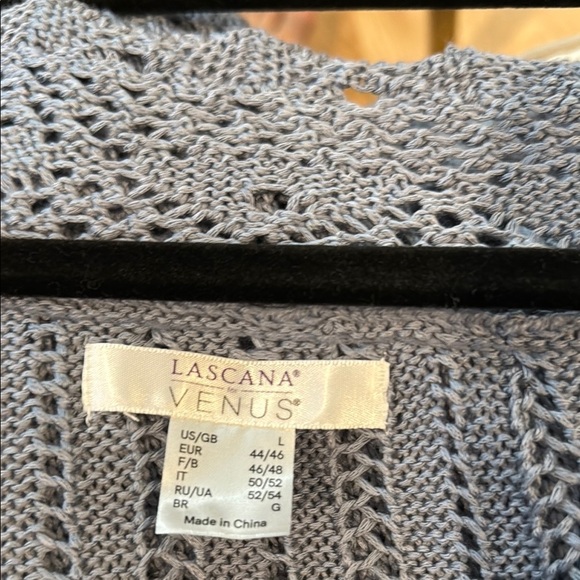 LASCANA®
for
VENUS®
US/GB L
EUR 44/46
F/B 46/48
IT 50/52
RU/UA 52/54
BR G
Made in China